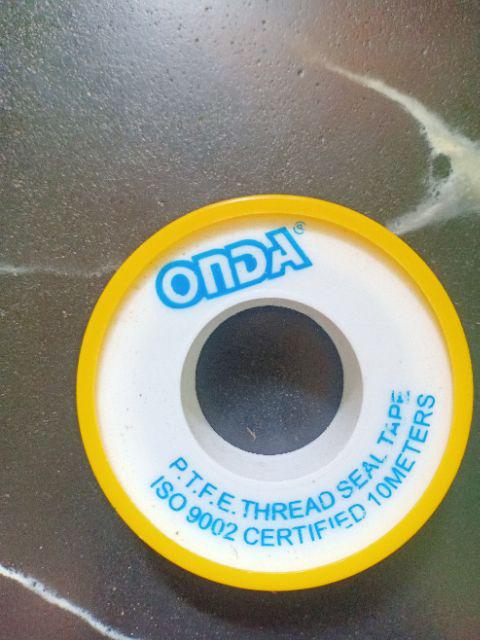 ONDA®
P.T.F.E. THREAD SEAL TAPE
ISO 9002 CERTIFIED 10METERS